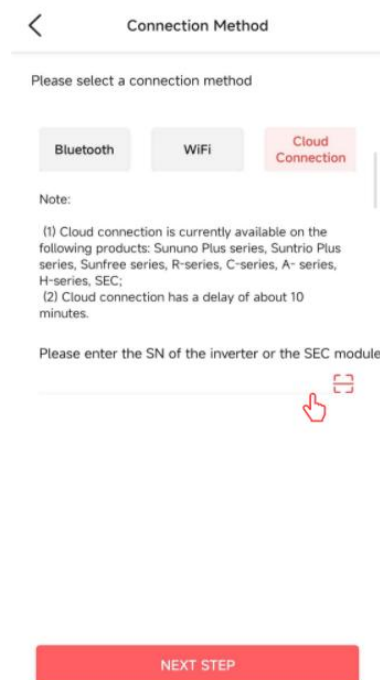 Connection Method
Please select a connection method
Bluetooth
WiFi
Cloud
Connection
Note:
(1) Cloud connection is currently available on the
following products: Sununo Plus series, Suntrio Plus
series, Sunfree series, R-series, C-series, A- series,
H-series, SEC;
(2) Cloud connection has a delay of about 10
minutes.
Please enter the SN of the inverter or the SEC module
NEXT STEP